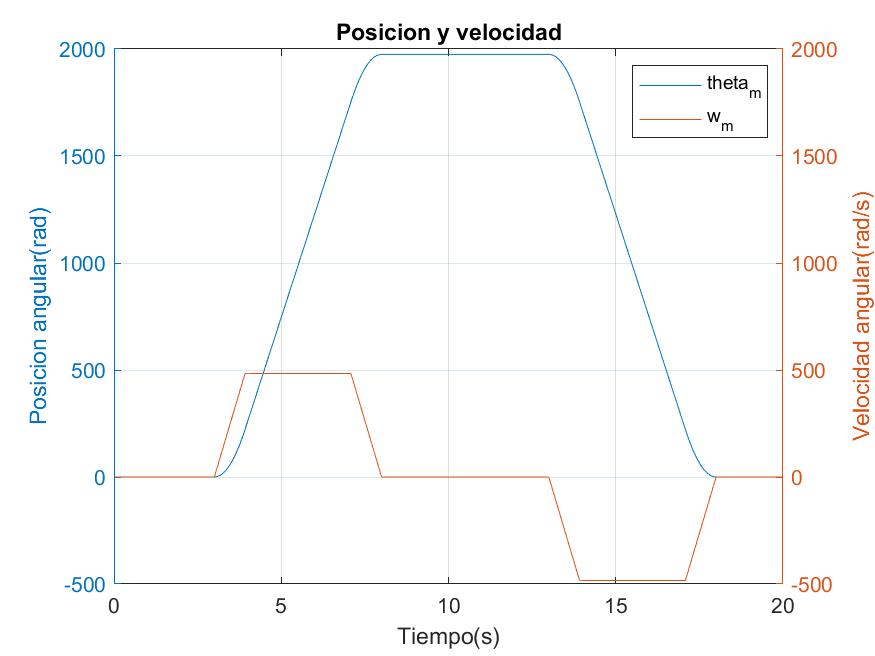 Posicion y velocidad
2000
1500
1000
500
0
-500
Posicion angular(rad)
theta_m
w_m
2000
1500
1000
500
0
-500
Velocidad angular(rad/s)
0 5 10 15 20
Tiempo(s)